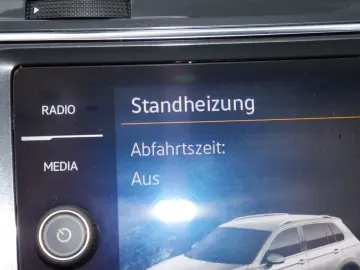 RADIO
Standheizung
MEDIA
Abfahrtszeit:
Aus